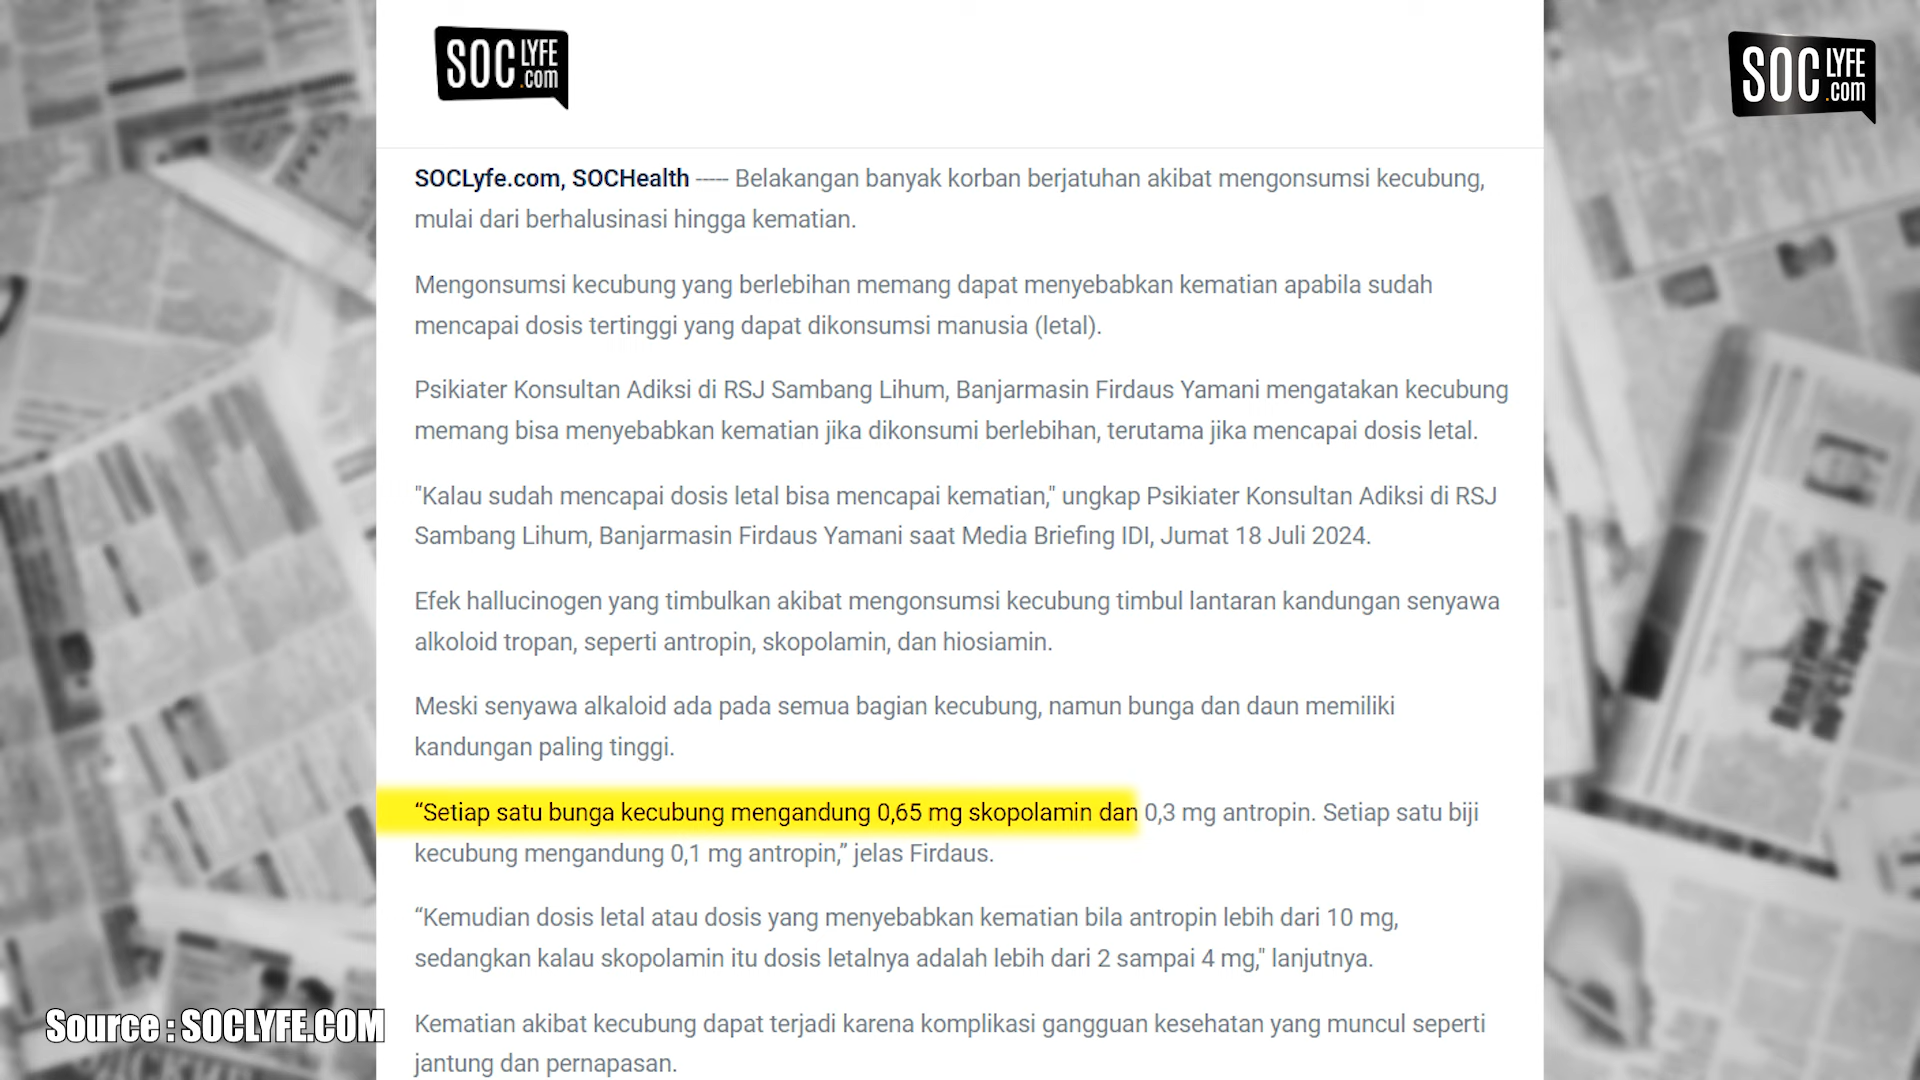 SOC LYFE .com
SOC LYFE .com
SOCLyfe.com, SOCHealth ----- Belakangan banyak korban berjatuhan akibat mengonsumsi kecubung,
mulai dari berhalusinasi hingga kematian.
Mengonsumsi kecubung yang berlebihan memang dapat menyebabkan kematian apabila sudah
mencapai dosis tertinggi yang dapat dikonsumsi manusia (letal).
Psikiater Konsultan Adiksi di RSJ Sambang Lihum, Banjarmasin Firdaus Yamani mengatakan kecubung
memang bisa menyebabkan kematian jika dikonsumi berlebihan, terutama jika mencapai dosis letal.
"Kalau sudah mencapai dosis letal bisa mencapai kematian," ungkap Psikiater Konsultan Adiksi di RSJ
Sambang Lihum, Banjarmasin Firdaus Yamani saat Media Briefing IDI, Jumat 18 Juli 2024.
Efek hallucinogen yang timbulkan akibat mengonsumsi kecubung timbul lantaran kandungan senyawa
alkoloid tropan, seperti antropin, skopolamin, dan hiosiamin.
Meski senyawa alkaloid ada pada semua bagian kecubung, namun bunga dan daun memiliki
kandungan paling tinggi.
“Setiap satu bunga kecubung mengandung 0,65 mg skopolamin dan 0,3 mg antropin. Setiap satu biji
kecubung mengandung 0,1 mg antropin,” jelas Firdaus.
“Kemudian dosis letal atau dosis yang menyebabkan kematian bila antropin lebih dari 10 mg,
sedangkan kalau skopolamin itu dosis letalnya adalah lebih dari 2 sampai 4 mg," lanjutnya.
Kematian akibat kecubung dapat terjadi karena komplikasi gangguan kesehatan yang muncul seperti
jantung dan pernapasan.
Source : SOCLYFE.COM